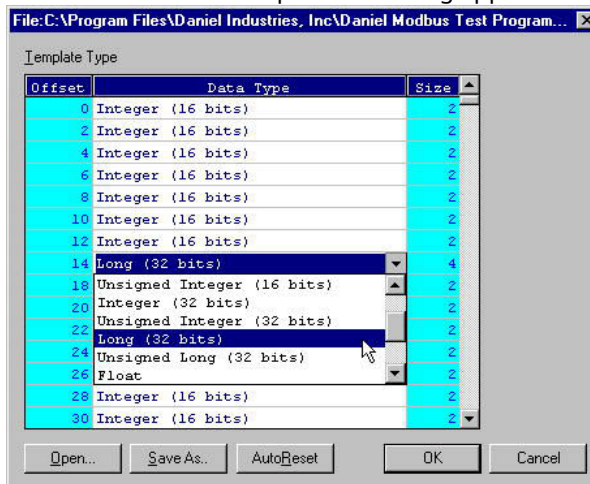 File:C:\Program Files\Daniel Industries, Inc\Daniel Modbus Test Program...
Template Type
Offset Data Type Size
0 Integer (16 bits) 2
2 Integer (16 bits) 2
4 Integer (16 bits) 2
6 Integer (16 bits) 2
8 Integer (16 bits) 2
10 Integer (16 bits) 2
12 Integer (16 bits) 2
14 Long (32 bits) 4
18 Unsigned Integer (16 bits) 2
20 Integer (32 bits) 2
22 Unsigned Integer (32 bits) 2
Long (32 bits)
24 Unsigned Long (32 bits) 2
26 Float 2
28 Integer (16 bits) 2
30 Integer (16 bits) 2
Open... Save As.. AutoReset OK Cancel